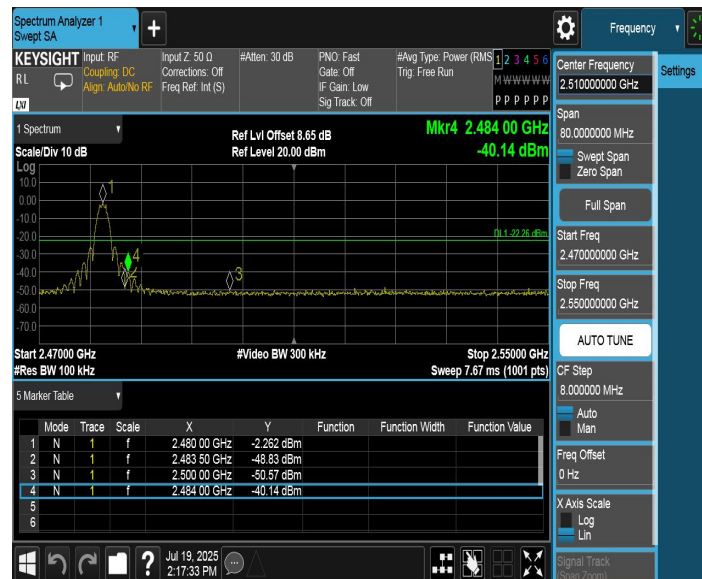 Spectrum Analyzer 1
Swept SA
+
Frequency
KEYSIGHT
RL
LXI
Input: RF
Coupling: DC
Align: Auto/No RF
Input Z: 50 Ω
Corrections: Off
Freq Ref: Int (S)
#Atten: 30 dB
PNO: Fast
Gate: Off
IF Gain: Low
Sig Track: Off
#Avg Type: Power (RMS
Trig: Free Run
1 2 3 4 5 6
M W W W W W
P P P P P P
1 Spectrum
Scale/Div 10 dB
Ref Lvl Offset 8.65 dB
Ref Level 20.00 dBm
Mkr4 2.484 00 GHz
-40.14 dBm
Log
10.0
0.00
-10.0
-20.0
-30.0
-40.0
-50.0
-60.0
-70.0
1
4
2
3
DL1 -22.26 dBm
Start 2.47000 GHz
#Res BW 100 kHz
#Video BW 300 kHz
Stop 2.55000 GHz
Sweep 7.67 ms (1001 pts)
5 Marker Table
Mode Trace Scale X Y Function Function Width Function Value
1 N 1 f 2.480 00 GHz -2.262 dBm
2 N 1 f 2.483 50 GHz -48.83 dBm
3 N 1 f 2.500 00 GHz -50.57 dBm
4 N 1 f 2.484 00 GHz -40.14 dBm
5
6
?
Jul 19, 2025
2:17:33 PM
Settings
Center Frequency
2.510000000 GHz
Span
80.0000000 MHz
Swept Span
Zero Span
Full Span
Start Freq
2.470000000 GHz
Stop Freq
2.550000000 GHz
AUTO TUNE
CF Step
8.000000 MHz
Auto
Man
Freq Offset
0 Hz
X Axis Scale
Log
Lin
Signal Track
(Span Zoom)